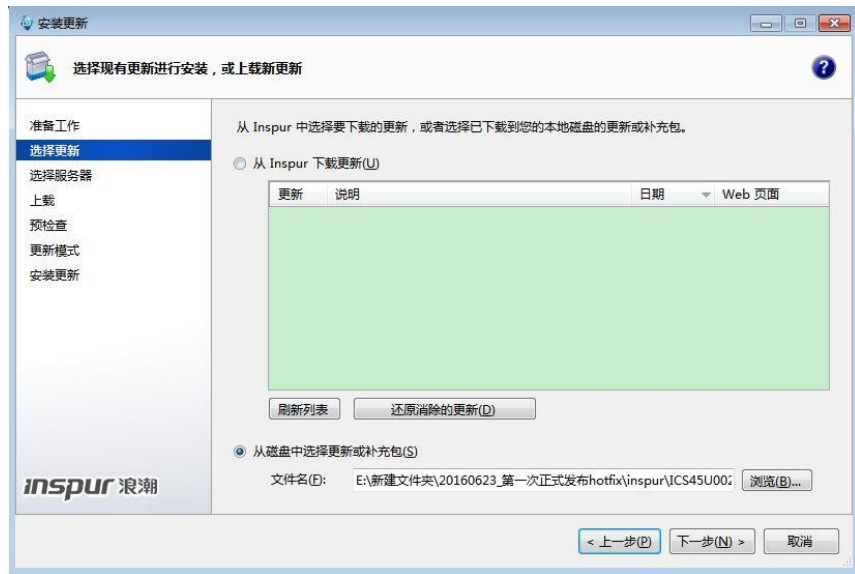 安装更新
选择现有更新进行安装，或上载新更新
准备工作
选择更新
选择服务器
上载
预检查
更新模式
安装更新
从 Inspur 中选择要下载的更新，或者选择已下载到您的本地磁盘的更新或补充包。
从 Inspur 下载更新(U)
更新 说明 日期 Web 页面
刷新列表 还原消除的更新(D)
从磁盘中选择更新或补充包(S)
文件名(F): E:\新建文件夹\20160623_第一次正式发布hotfix\inspur\ICS45U002 浏览(B)...
inspur 浪潮
< 上一步(P) 下一步(N) > 取消